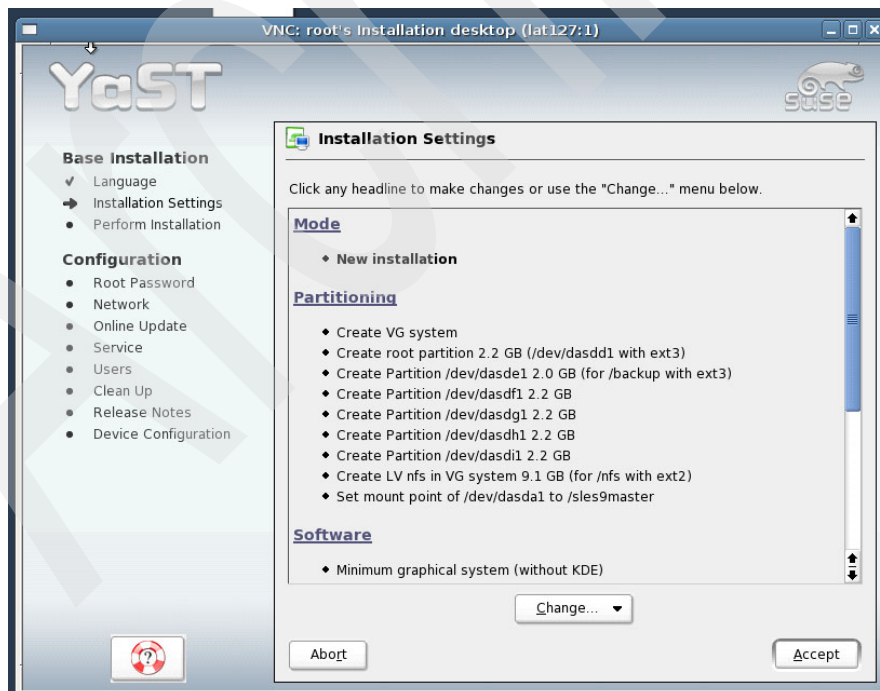 VNC: root's Installation desktop (lat127:1)
YaST
suse
Base Installation
Language
Installation Settings
Perform Installation
Configuration
Root Password
Network
Online Update
Service
Users
Clean Up
Release Notes
Device Configuration
Installation Settings
Click any headline to make changes or use the "Change..." menu below.
Mode
New installation
Partitioning
Create VG system
Create root partition 2.2 GB (/dev/dasdd1 with ext3)
Create Partition /dev/dasde1 2.0 GB (for /backup with ext3)
Create Partition /dev/dasdf1 2.2 GB
Create Partition /dev/dasdg1 2.2 GB
Create Partition /dev/dasdh1 2.2 GB
Create Partition /dev/dasdi1 2.2 GB
Create LV nfs in VG system 9.1 GB (for /nfs with ext2)
Set mount point of /dev/dasda1 to /sles9master
Software
Minimum graphical system (without KDE)
Change...
?
Abort
Accept